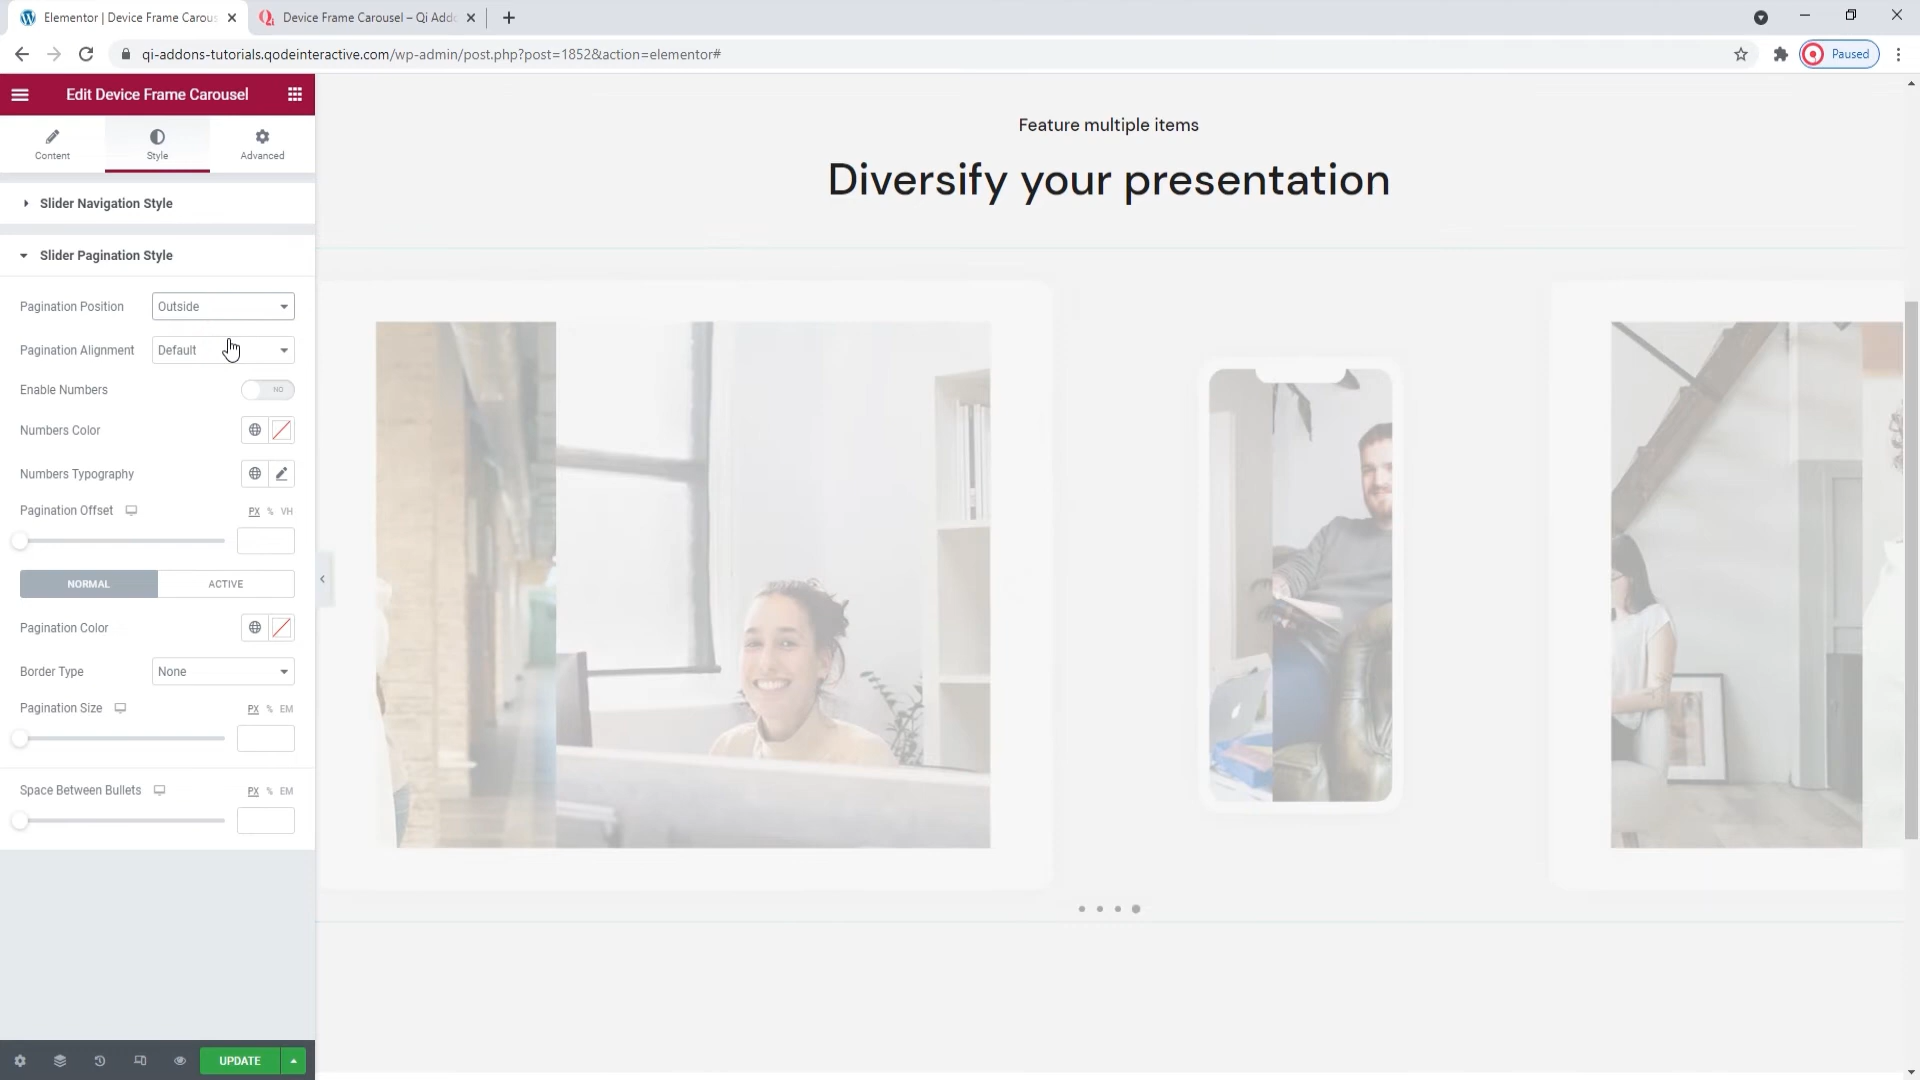 Elementor | Device Frame Carous
Device Frame Carousel – Qi Addo
qi-addons-tutorials.qodeinteractive.com/wp-admin/post.php?post=1852&action=elementor#
Paused
Edit Device Frame Carousel
Content
Style
Advanced
Slider Navigation Style
Slider Pagination Style
Pagination Position
Outside
Pagination Alignment
Default
Enable Numbers
NO
Numbers Color
Numbers Typography
Pagination Offset
PX % VH
NORMAL
ACTIVE
Pagination Color
Border Type
None
Pagination Size
PX % EM
Space Between Bullets
PX % EM
UPDATE
Feature multiple items
Diversify your presentation